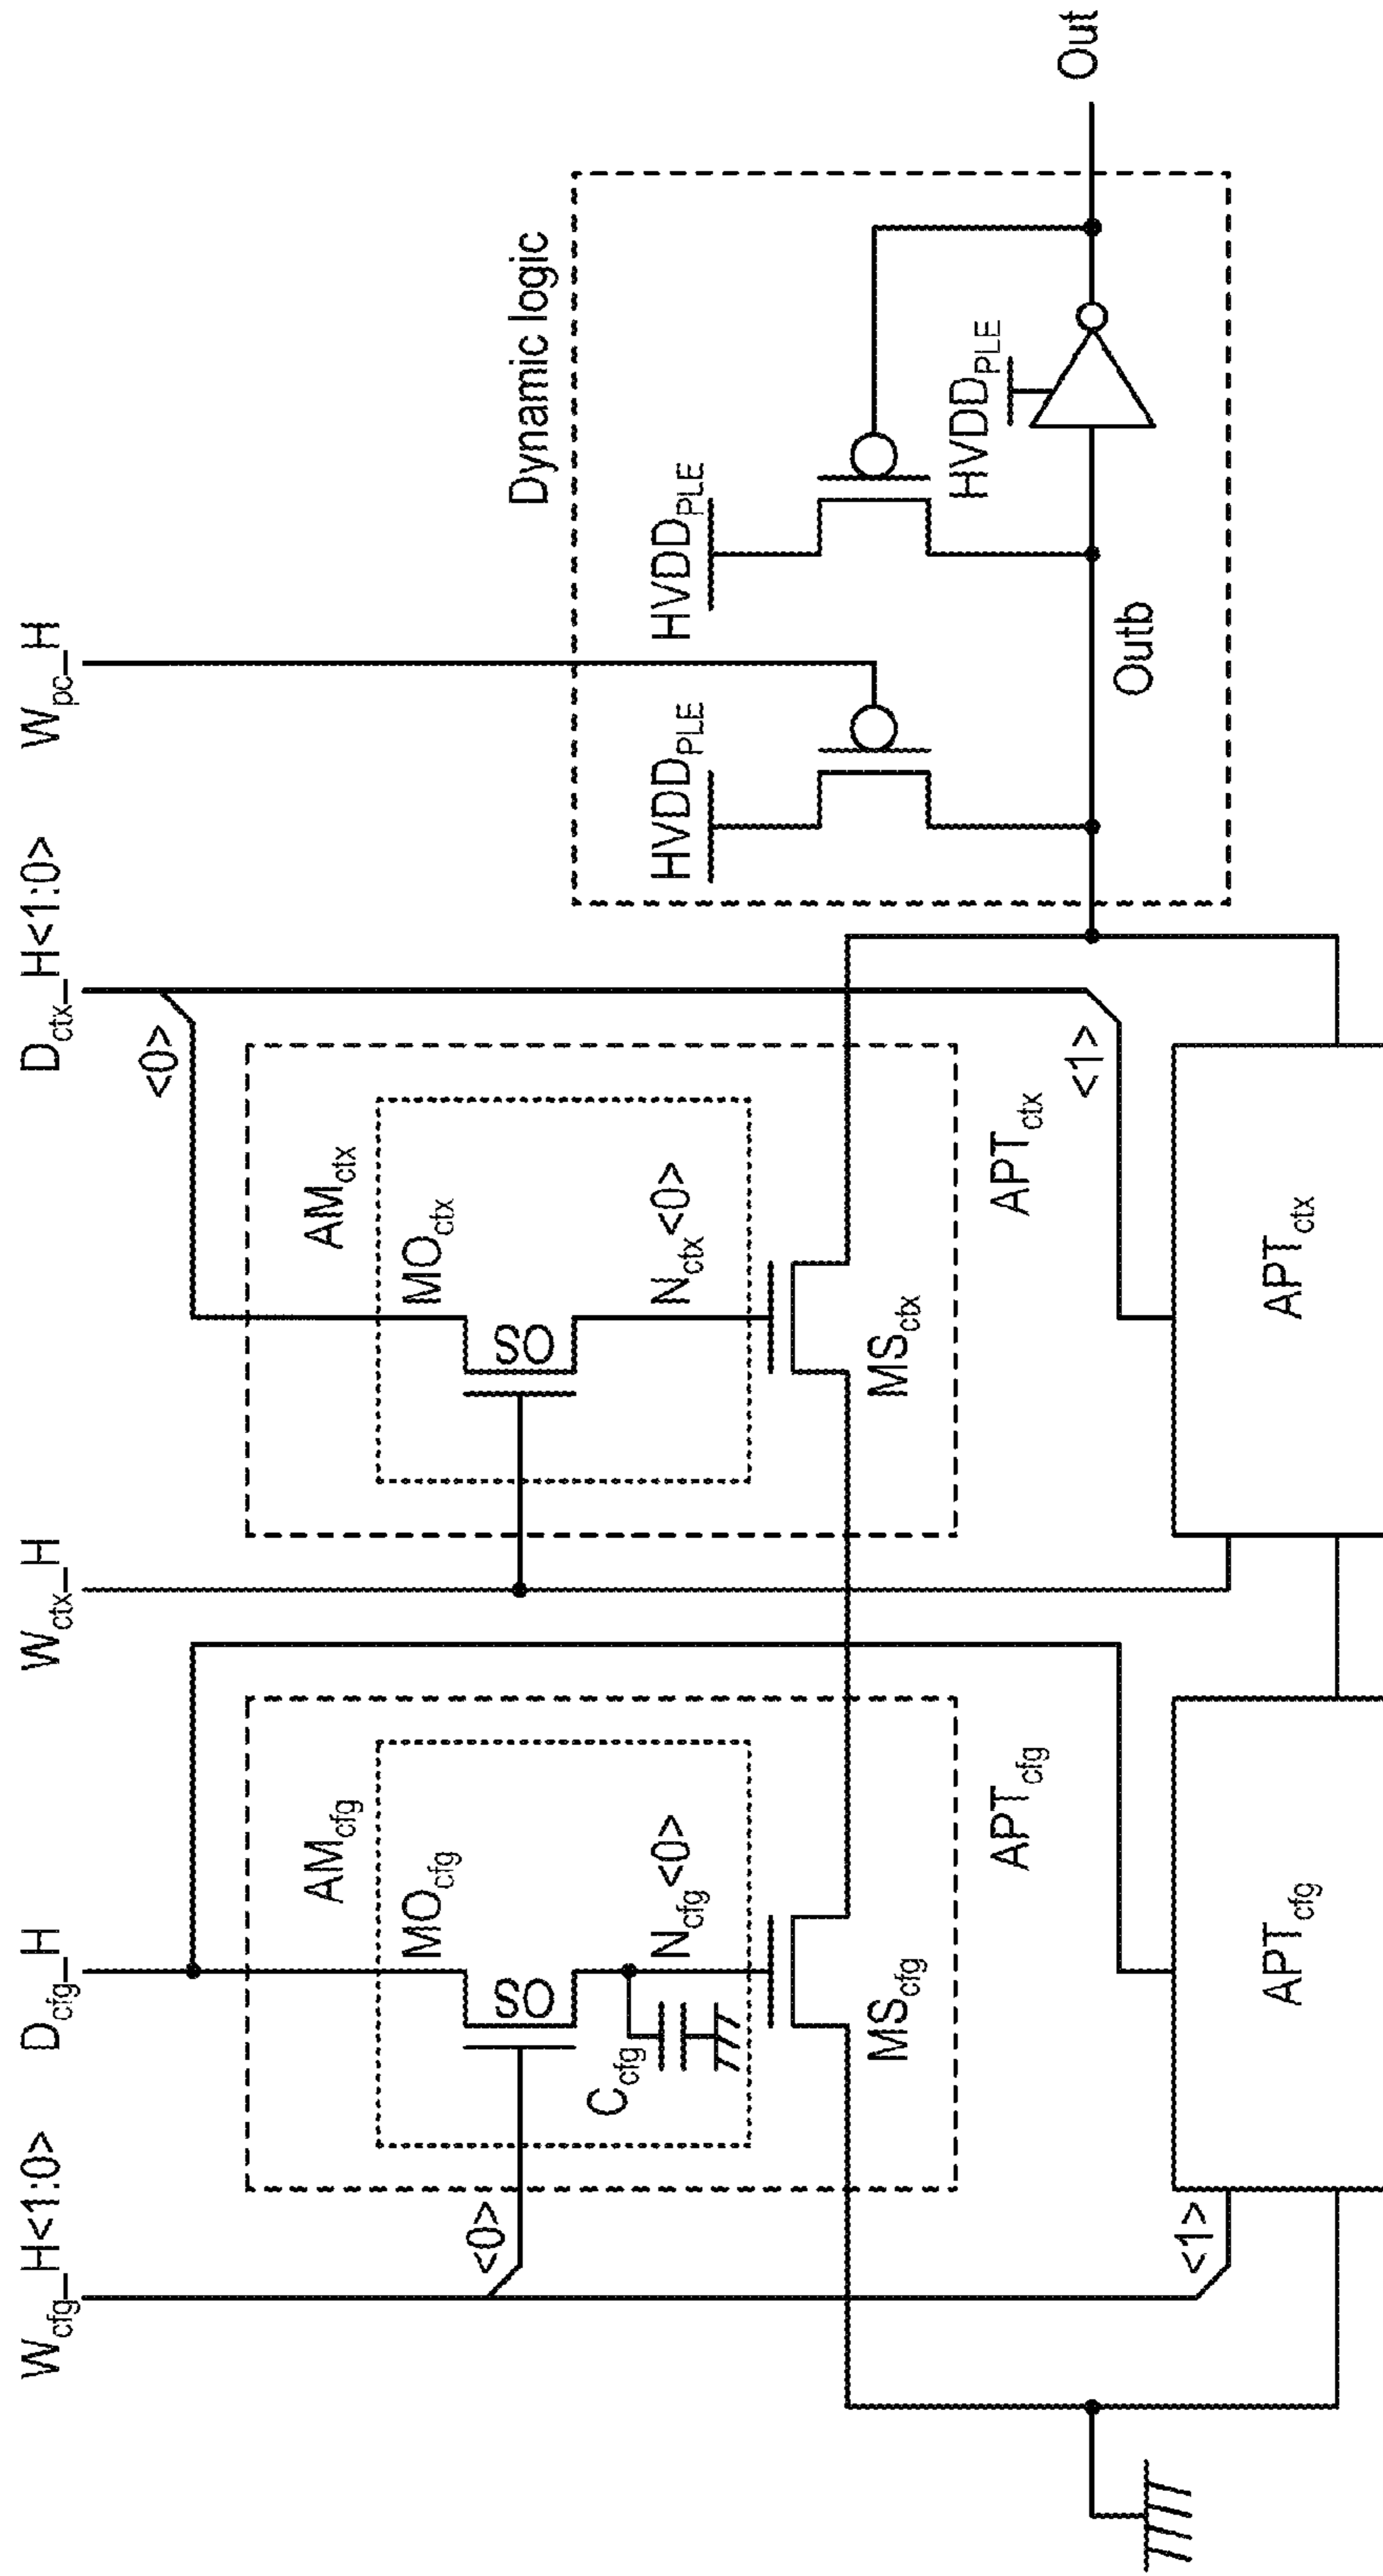 W_cfg_H<1:0>
D_cfg_H
W_ctx_H
D_ctx_H<1:0>
W_pc_H
<0>
<0>
AM_cfg
AM_ctx
MO_cfg
MO_ctx
SO
SO
Dynamic logic
C_cfg
N_cfg<0>
N_ctx<0>
HVDD_PLE
HVDD_PLE
MS_cfg
MS_ctx
HVDD_PLE
APT_cfg
APT_ctx
Out
<1>
<1>
Outb
APT_cfg
APT_ctx